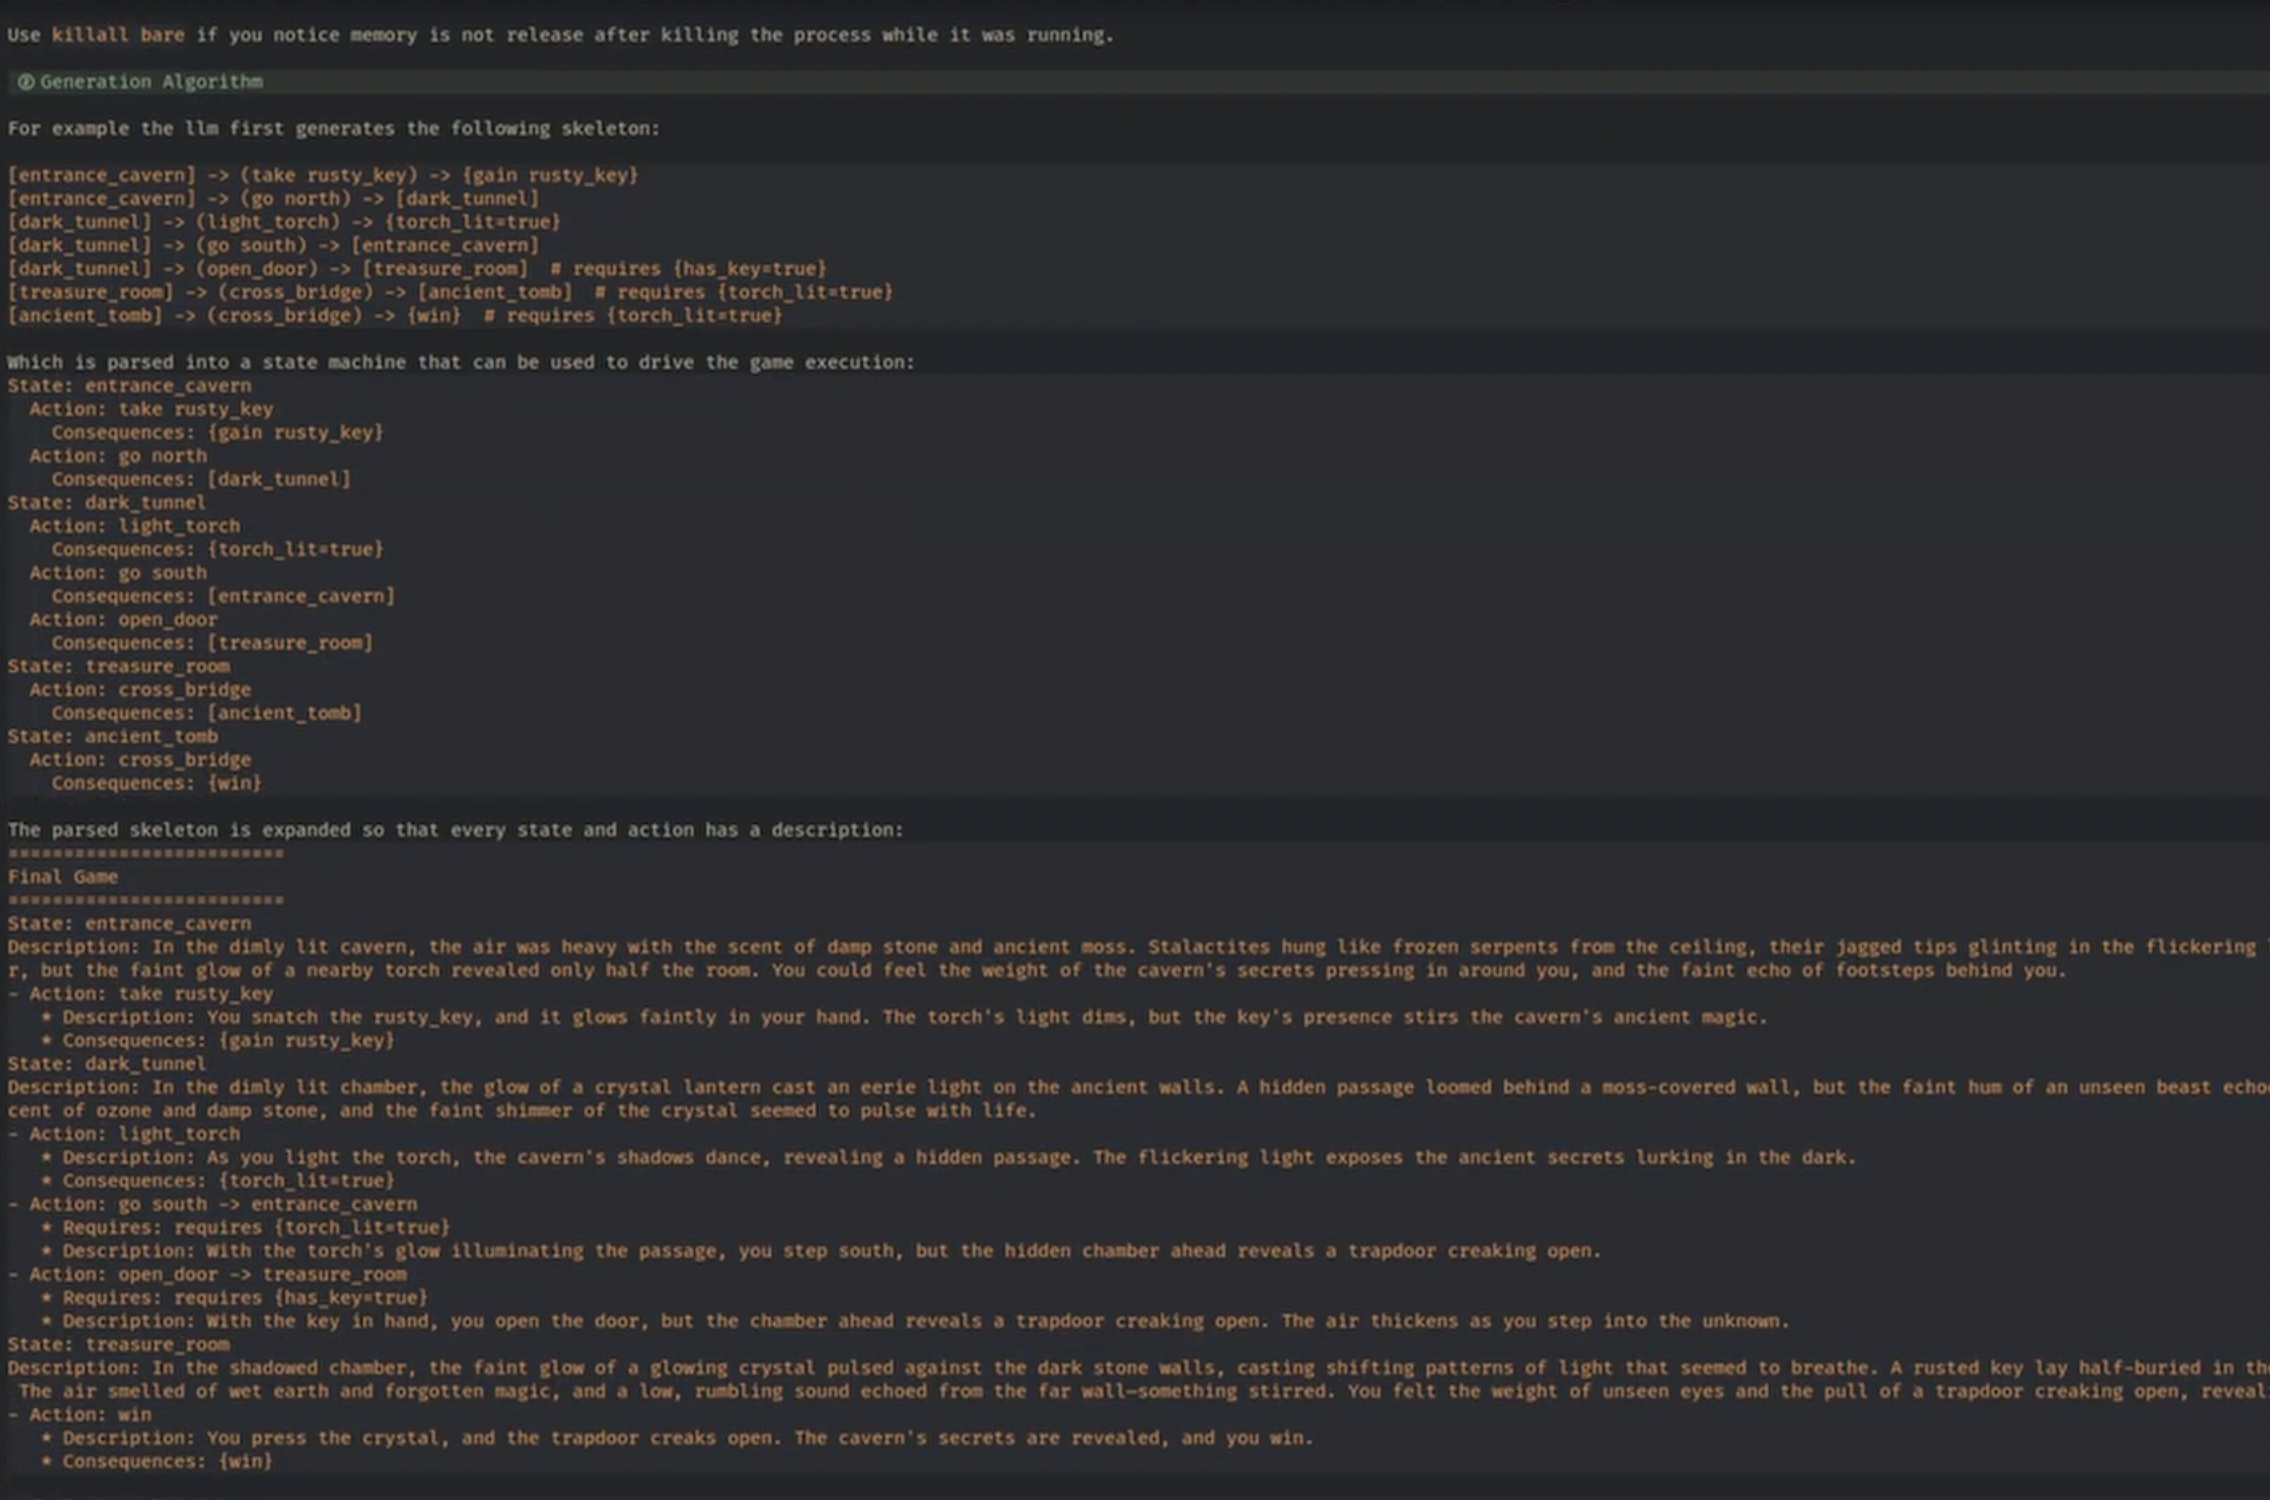 Use killall bare if you notice memory is not release after killing the process while it was running.
② Generation Algorithm
For example the llm first generates the following skeleton:
[entrance_cavern] -> (take rusty_key) -> {gain rusty_key}
[entrance_cavern] -> (go north) -> [dark_tunnel]
[dark_tunnel] -> (light_torch) -> {torch_lit=true}
[dark_tunnel] -> (go south) -> [entrance_cavern]
[dark_tunnel] -> (open_door) -> [treasure_room]  # requires {has_key=true}
[treasure_room] -> (cross_bridge) -> [ancient_tomb]  # requires {torch_lit=true}
[ancient_tomb] -> (cross_bridge) -> {win}  # requires {torch_lit=true}
Which is parsed into a state machine that can be used to drive the game execution:
State: entrance_cavern
  Action: take rusty_key
    Consequences: {gain rusty_key}
  Action: go north
    Consequences: [dark_tunnel]
State: dark_tunnel
  Action: light_torch
    Consequences: {torch_lit=true}
  Action: go south
    Consequences: [entrance_cavern]
  Action: open_door
    Consequences: [treasure_room]
State: treasure_room
  Action: cross_bridge
    Consequences: [ancient_tomb]
State: ancient_tomb
  Action: cross_bridge
    Consequences: {win}
The parsed skeleton is expanded so that every state and action has a description:
=========================
Final Game
=========================
State: entrance_cavern
Description: In the dimly lit cavern, the air was heavy with the scent of damp stone and ancient moss. Stalactites hung like frozen serpents from the ceiling, their jagged tips glinting in the flickering
r, but the faint glow of a nearby torch revealed only half the room. You could feel the weight of the cavern's secrets pressing in around you, and the faint echo of footsteps behind you.
- Action: take rusty_key
   * Description: You snatch the rusty_key, and it glows faintly in your hand. The torch's light dims, but the key's presence stirs the cavern's ancient magic.
   * Consequences: {gain rusty_key}
State: dark_tunnel
Description: In the dimly lit chamber, the glow of a crystal lantern cast an eerie light on the ancient walls. A hidden passage loomed behind a moss-covered wall, but the faint hum of an unseen beast echo
cent of ozone and damp stone, and the faint shimmer of the crystal seemed to pulse with life.
- Action: light_torch
   * Description: As you light the torch, the cavern's shadows dance, revealing a hidden passage. The flickering light exposes the ancient secrets lurking in the dark.
   * Consequences: {torch_lit=true}
- Action: go south -> entrance_cavern
   * Requires: requires {torch_lit=true}
   * Description: With the torch's glow illuminating the passage, you step south, but the hidden chamber ahead reveals a trapdoor creaking open.
- Action: open_door -> treasure_room
   * Requires: requires {has_key=true}
   * Description: With the key in hand, you open the door, but the chamber ahead reveals a trapdoor creaking open. The air thickens as you step into the unknown.
State: treasure_room
Description: In the shadowed chamber, the faint glow of a glowing crystal pulsed against the dark stone walls, casting shifting patterns of light that seemed to breathe. A rusted key lay half-buried in th
 The air smelled of wet earth and forgotten magic, and a low, rumbling sound echoed from the far wall—something stirred. You felt the weight of unseen eyes and the pull of a trapdoor creaking open, reveal
- Action: win
   * Description: You press the crystal, and the trapdoor creaks open. The cavern's secrets are revealed, and you win.
   * Consequences: {win}